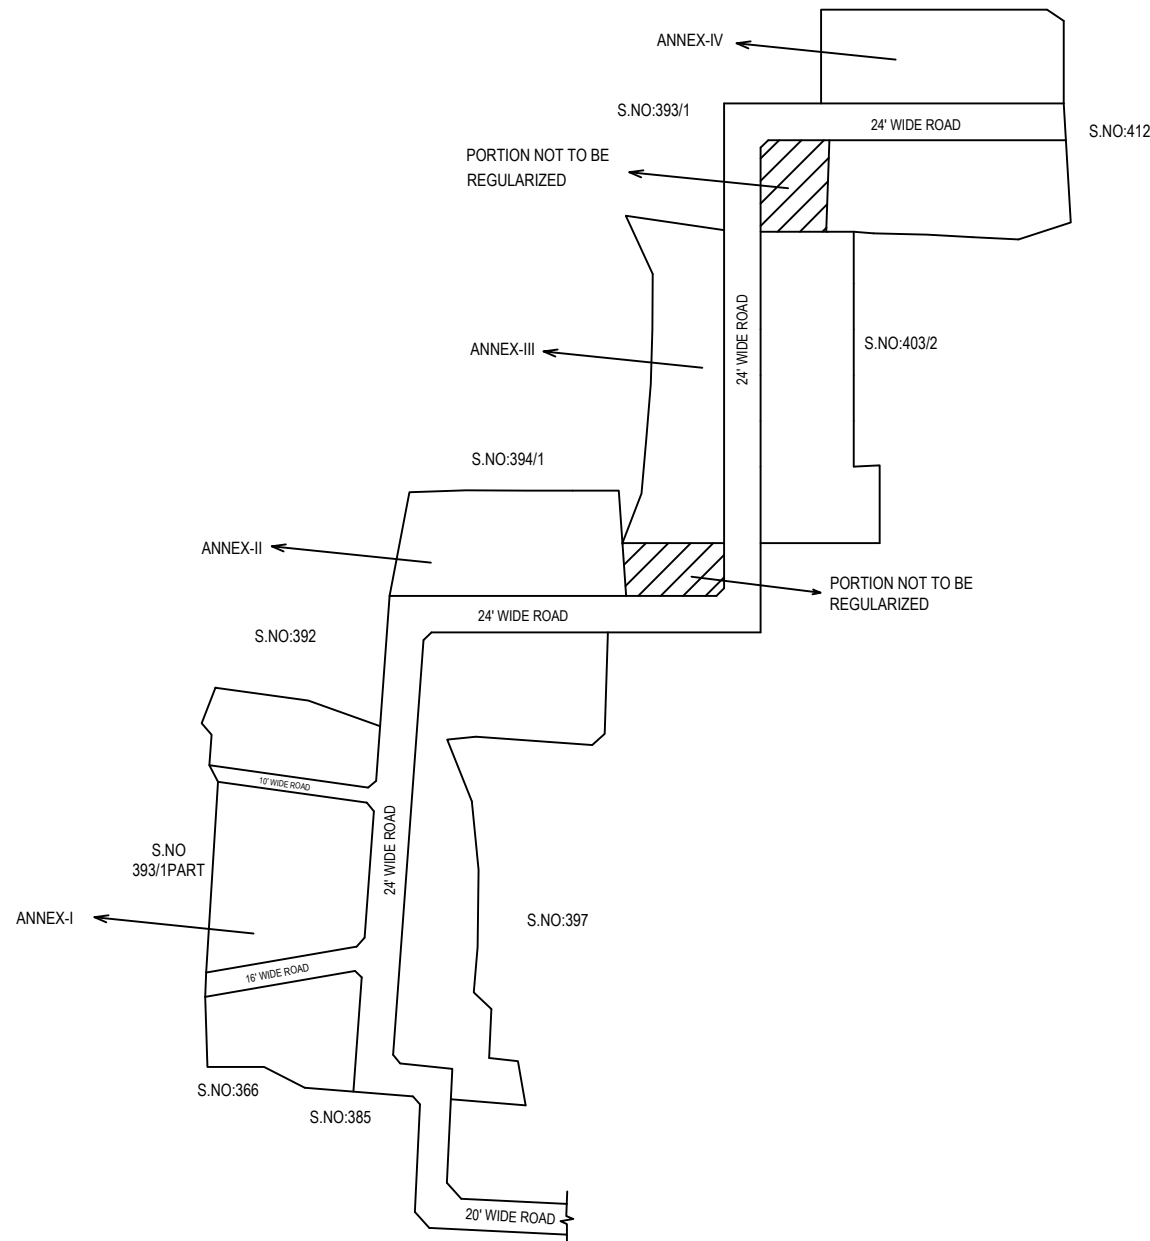 ANNEX-IV
S.NO:393/1
24' WIDE ROAD
S.NO:412
PORTION NOT TO BE
REGULARIZED
24' WIDE ROAD
S.NO:403/2
ANNEX-III
S.NO:394/1
ANNEX-II
PORTION NOT TO BE
REGULARIZED
24' WIDE ROAD
S.NO:392
10' WIDE ROAD
24' WIDE ROAD
S.NO
393/1PART
ANNEX-I
S.NO:397
16' WIDE ROAD
S.NO:366
S.NO:385
20' WIDE ROAD